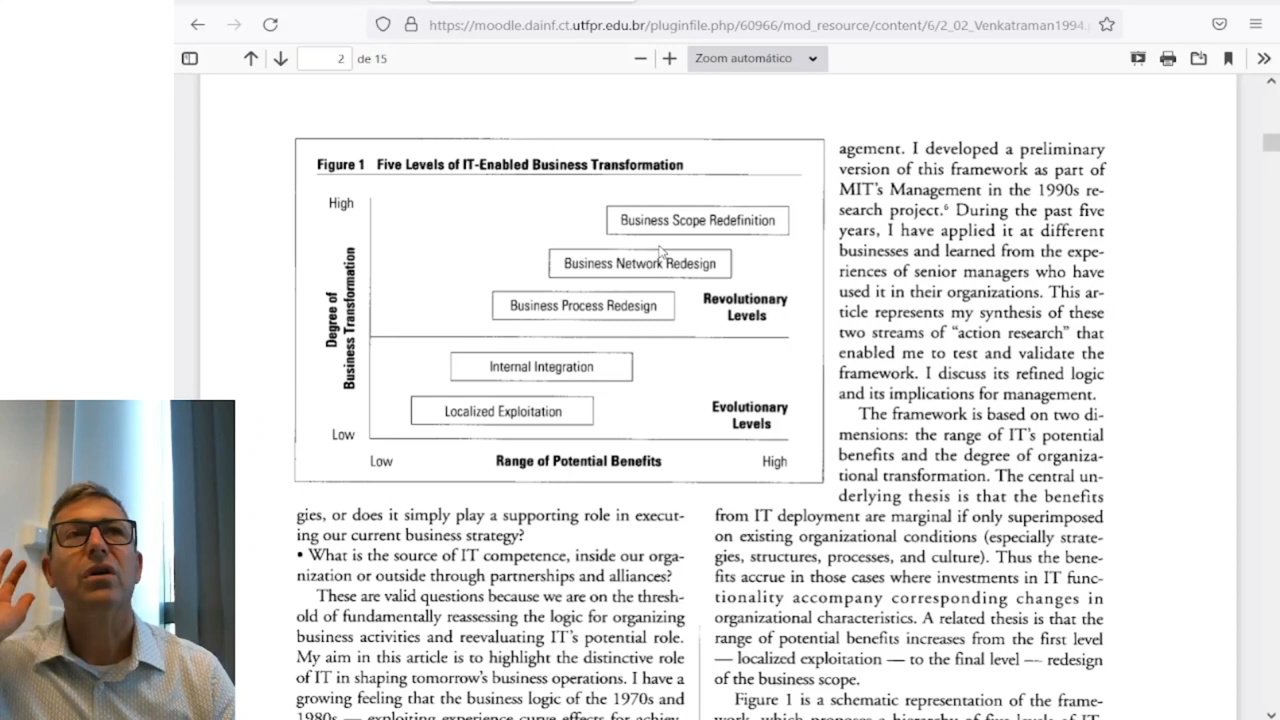 https://moodle.dainf.ct.utfpr.edu.br/pluginfile.php/60966/mod_resource/content/6/2_02_Venkatraman1994.
2 de 15
Zoom automático
Figure 1 Five Levels of IT-Enabled Business Transformation
High
Business Scope Redefinition
Business Network Redesign
Business Process Redesign
Revolutionary
Levels
Degree of
Business Transformation
Internal Integration
Localized Exploitation
Evolutionary
Levels
Low
Low
Range of Potential Benefits
High
gies, or does it simply play a supporting role in execut-
ing our current business strategy?
• What is the source of IT competence, inside our orga-
nization or outside through partnerships and alliances?
These are valid questions because we are on the thresh-
old of fundamentally reassessing the logic for organizing
business activities and reevaluating IT's potential role.
My aim in this article is to highlight the distinctive role
of IT in shaping tomorrow's business operations. I have a
growing feeling that the business logic of the 1970s and
1980s — exploiting experience curve effects for achiev-
agement. I developed a preliminary
version of this framework as part of
MIT's Management in the 1990s re-
search project.⁶ During the past five
years, I have applied it at different
businesses and learned from the expe-
riences of senior managers who have
used it in their organizations. This ar-
ticle represents my synthesis of these
two streams of “action research” that
enabled me to test and validate the
framework. I discuss its refined logic
and its implications for management.
The framework is based on two di-
mensions: the range of IT's potential
benefits and the degree of organiza-
tional transformation. The central un-
derlying thesis is that the benefits
from IT deployment are marginal if only superimposed
on existing organizational conditions (especially strate-
gies, structures, processes, and culture). Thus the bene-
fits accrue in those cases where investments in IT func-
tionality accompany corresponding changes in
organizational characteristics. A related thesis is that the
range of potential benefits increases from the first level
— localized exploitation — to the final level — redesign
of the business scope.
Figure 1 is a schematic representation of the frame-
work, which proposes a hierarchy of five levels of IT